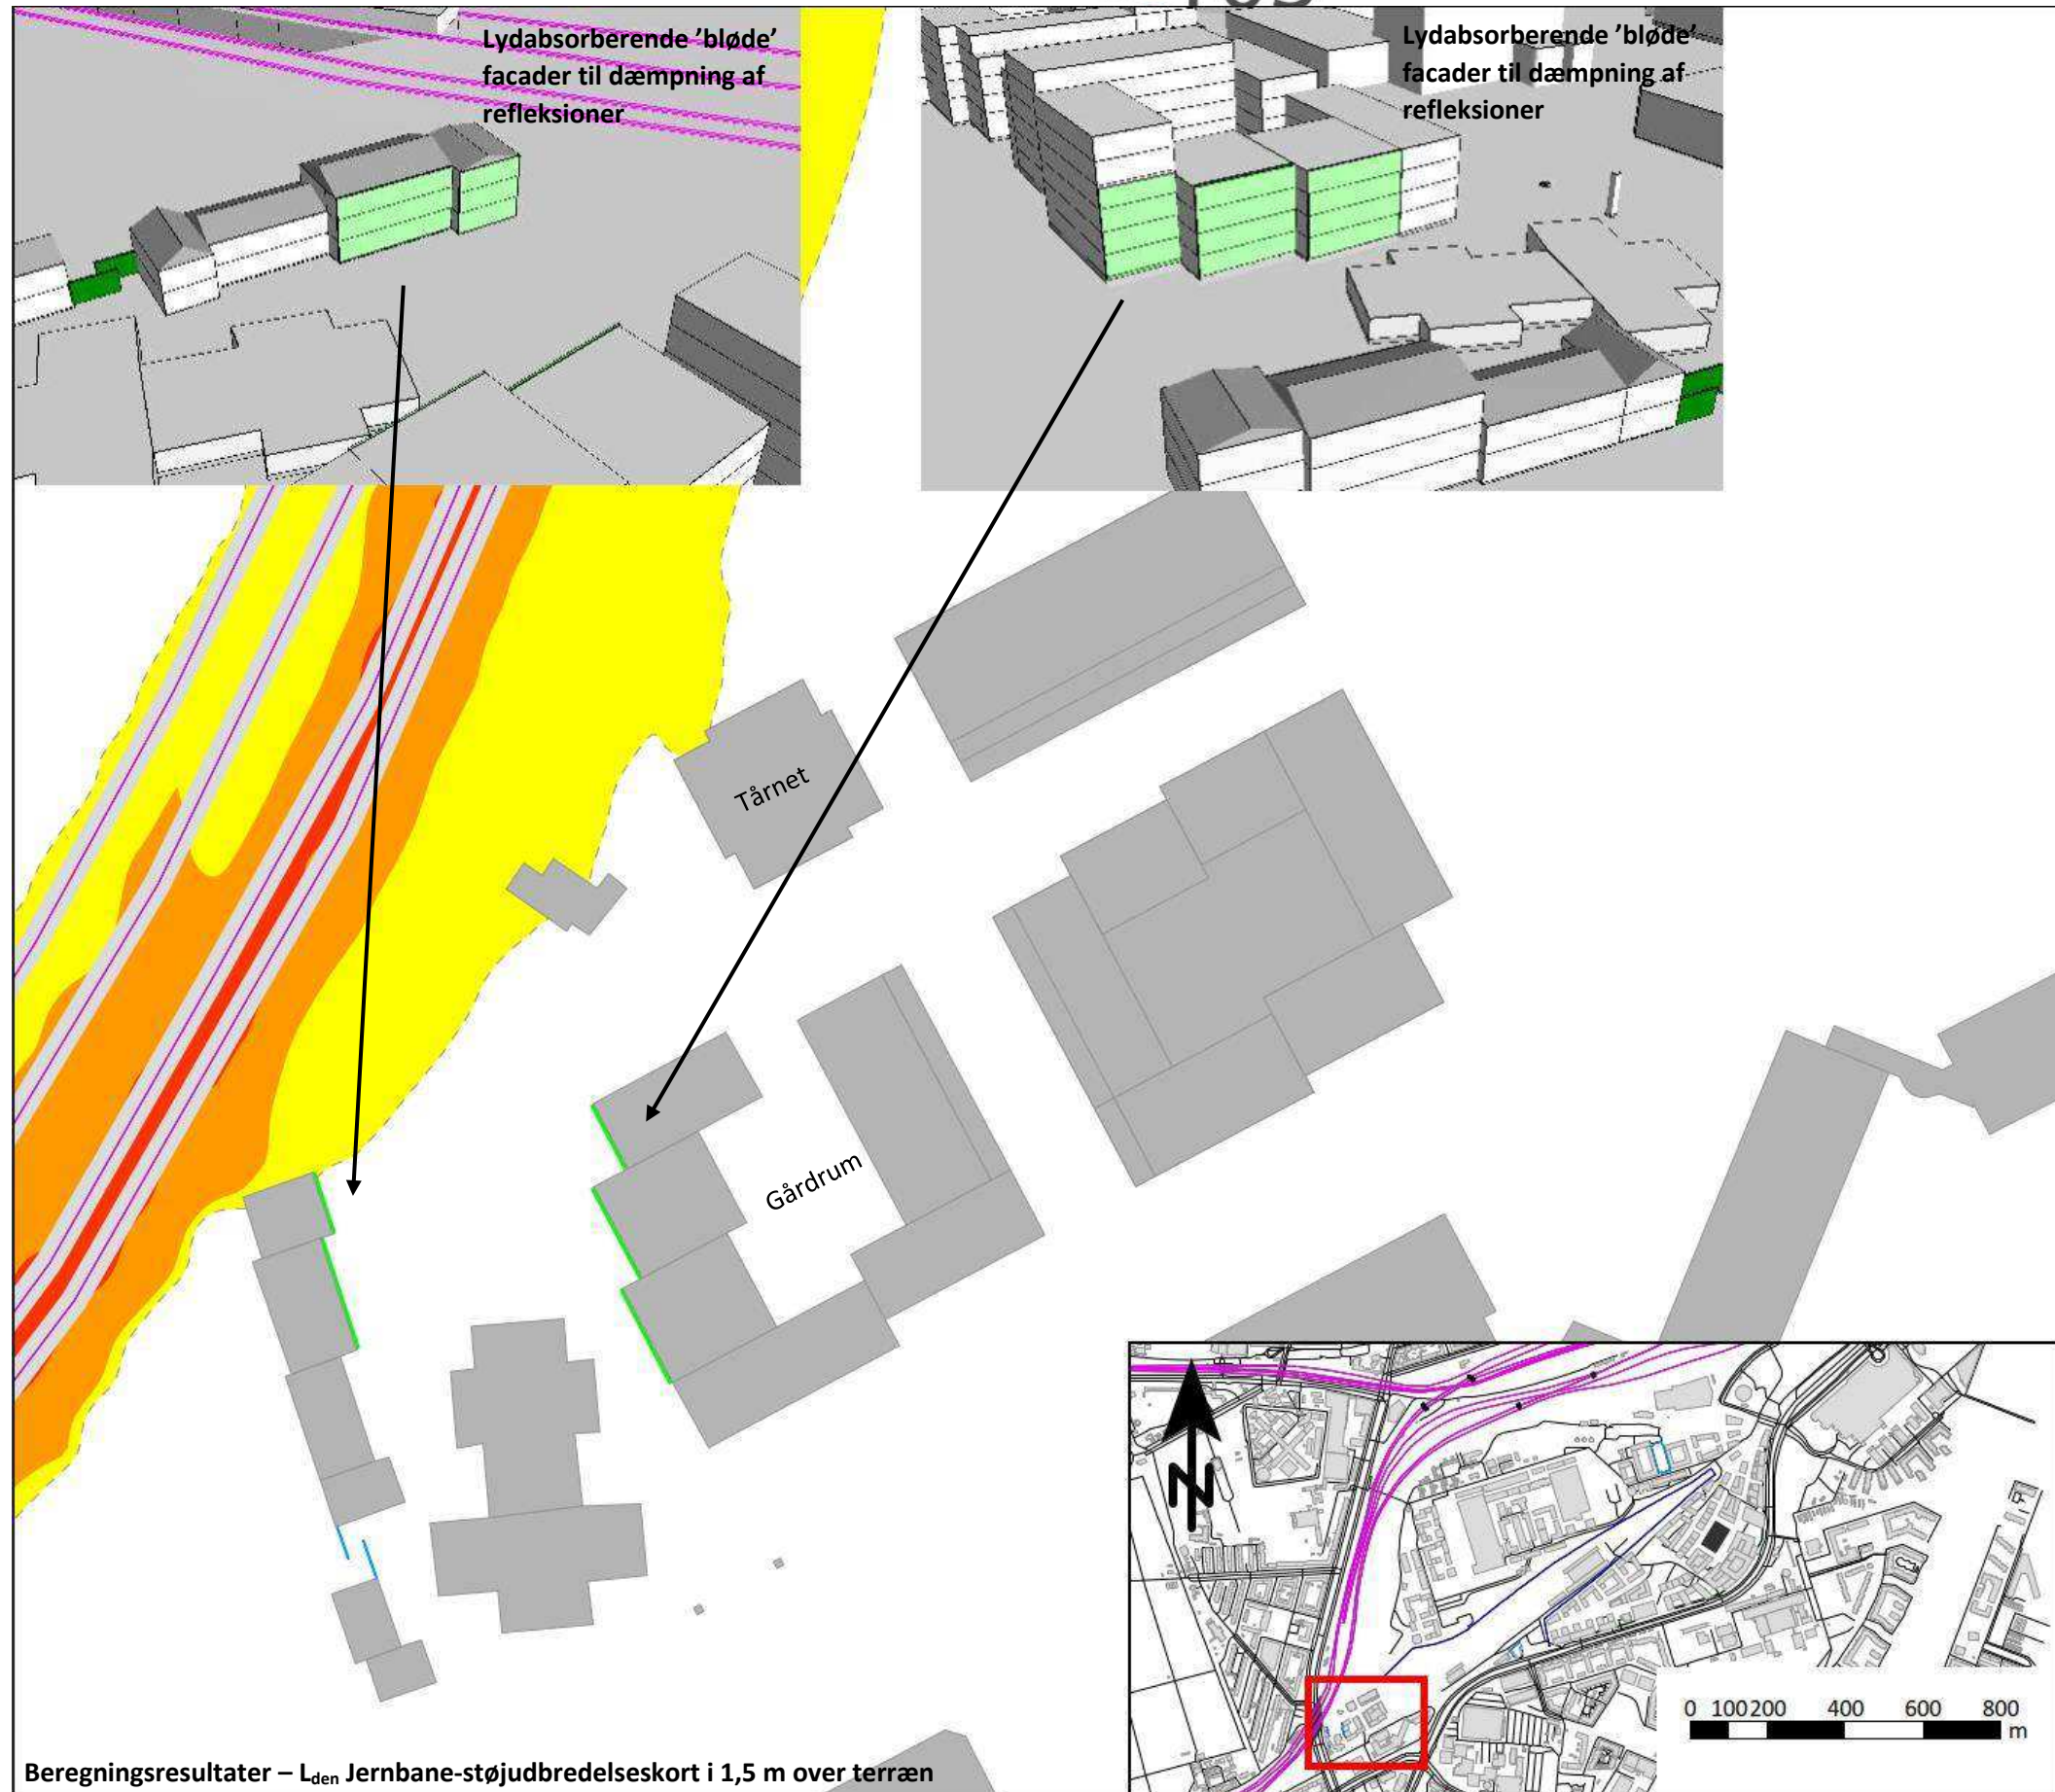 Lydabsorberende ’bløde’
facader til dæmpning af
refleksioner
Lydabsorberende ’bløde’
facader til dæmpning af
refleksioner
Tårnet
Gårdrum
N
0 100 200 400 600 800
m
Beregningsresultater – Lden Jernbane-støjudbredelseskort i 1,5 m over terræn